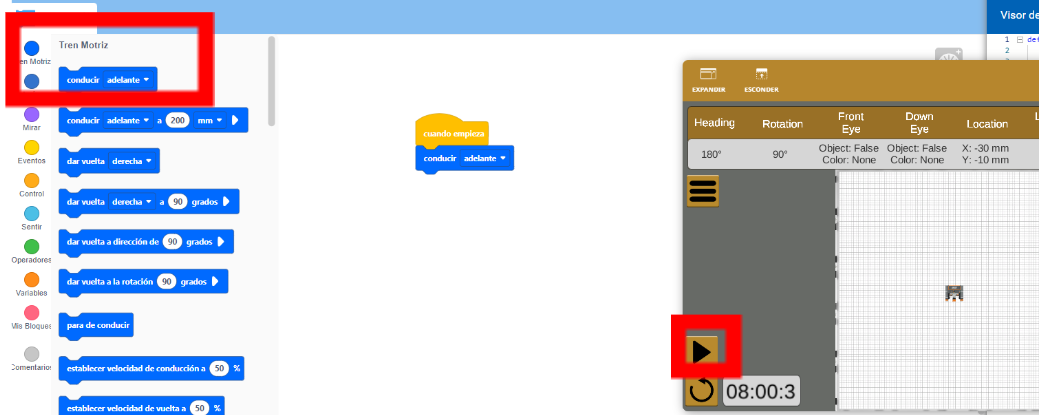 Visor de
1
def
2
Tren Motriz
Mirar
Eventos
Control
Sentir
Operadores
Variables
Mis Bloques
Comentarios
Tren Motriz
conducir adelante
conducir adelante a 200 mm
dar vuelta derecha
dar vuelta derecha a 90 grados
dar vuelta a dirección de 90 grados
dar vuelta a la rotación 90 grados
para de conducir
establecer velocidad de conducción a 50 %
establecer velocidad de vuelta a 50 %
cuando empieza
conducir adelante
EXPANDIR
ESCONDER
Heading
Rotation
Front Eye
Down Eye
Location
180°
90°
Object: False
Color: None
Object: False
Color: None
X: -30 mm
Y: -10 mm
08:00:3